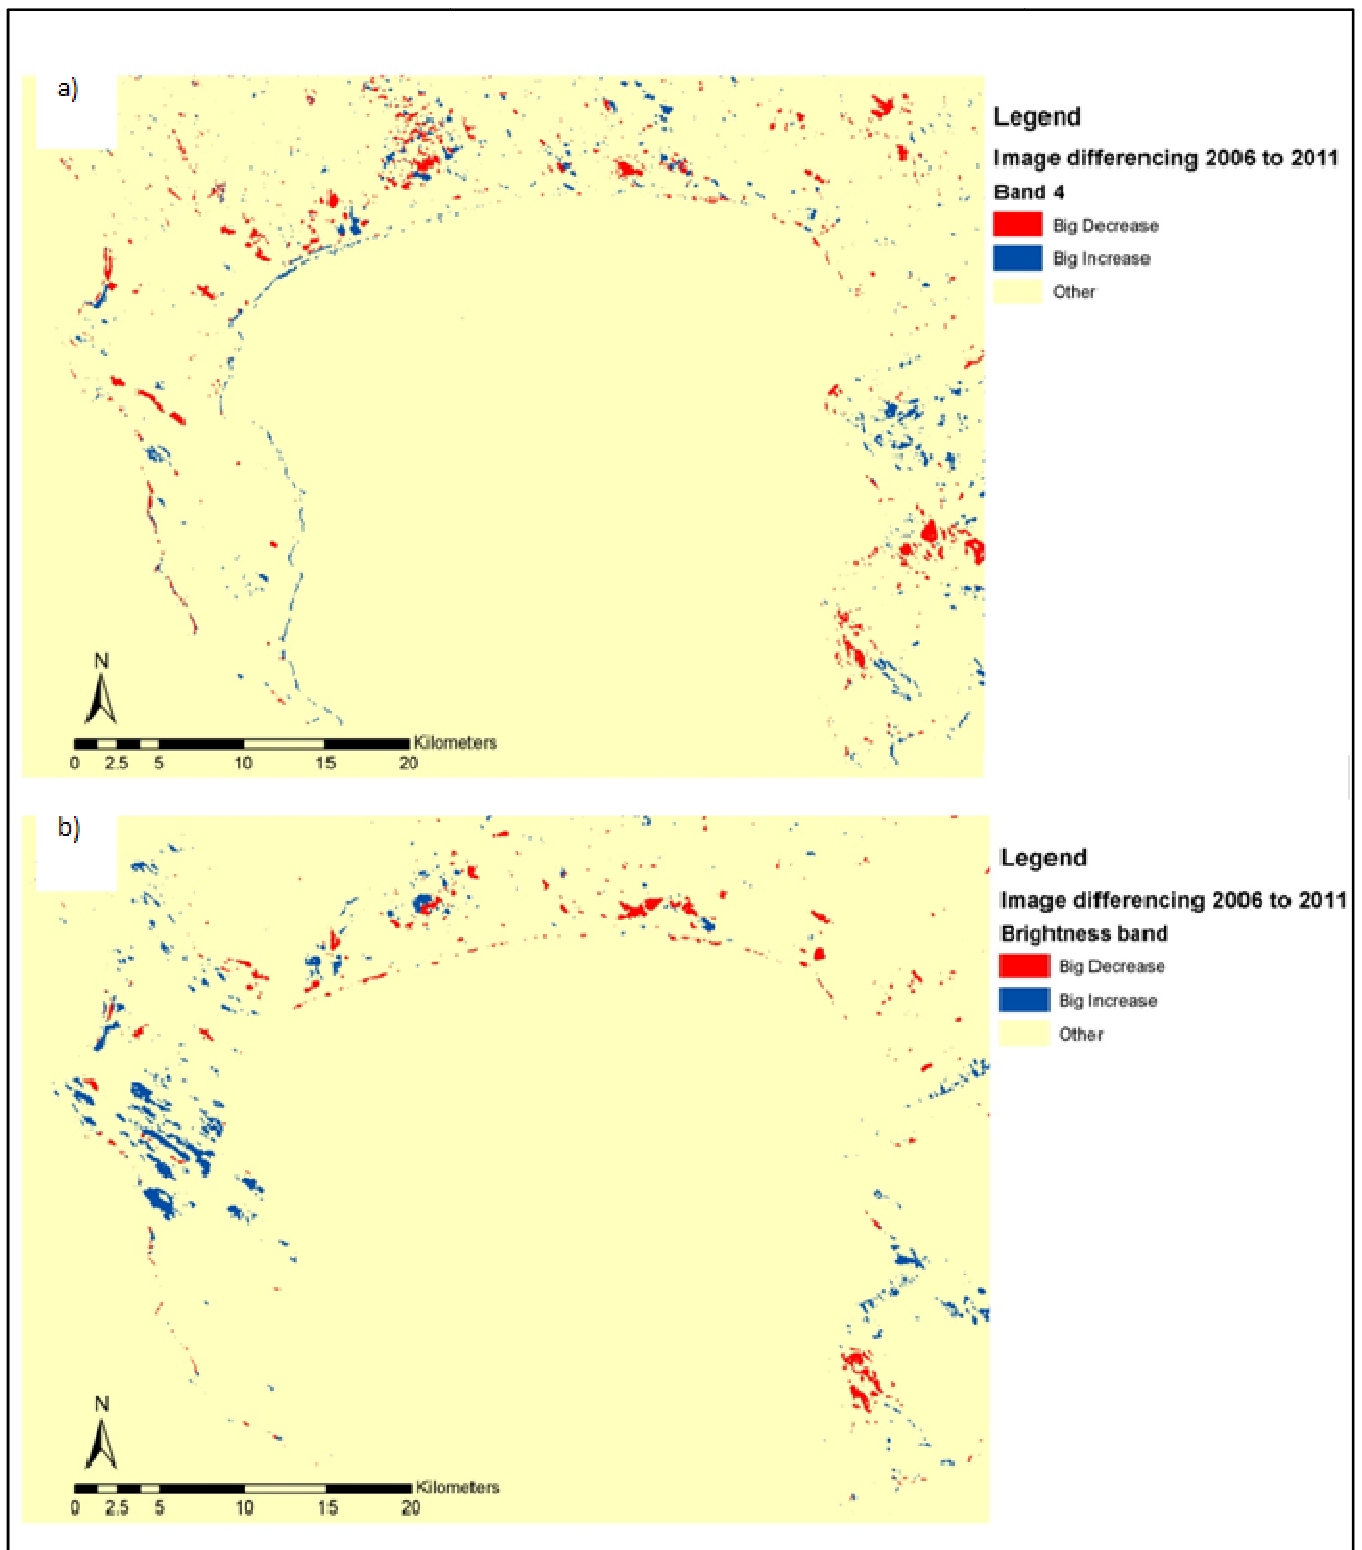 a)
Legend
Image differencing 2006 to 2011
Band 4
Big Decrease
Big Increase
Other
N
Kilometers
0 2.5 5 10 15 20
b)
Legend
Image differencing 2006 to 2011
Brightness band
Big Decrease
Big Increase
Other
N
Kilometers
0 2.5 5 10 15 20